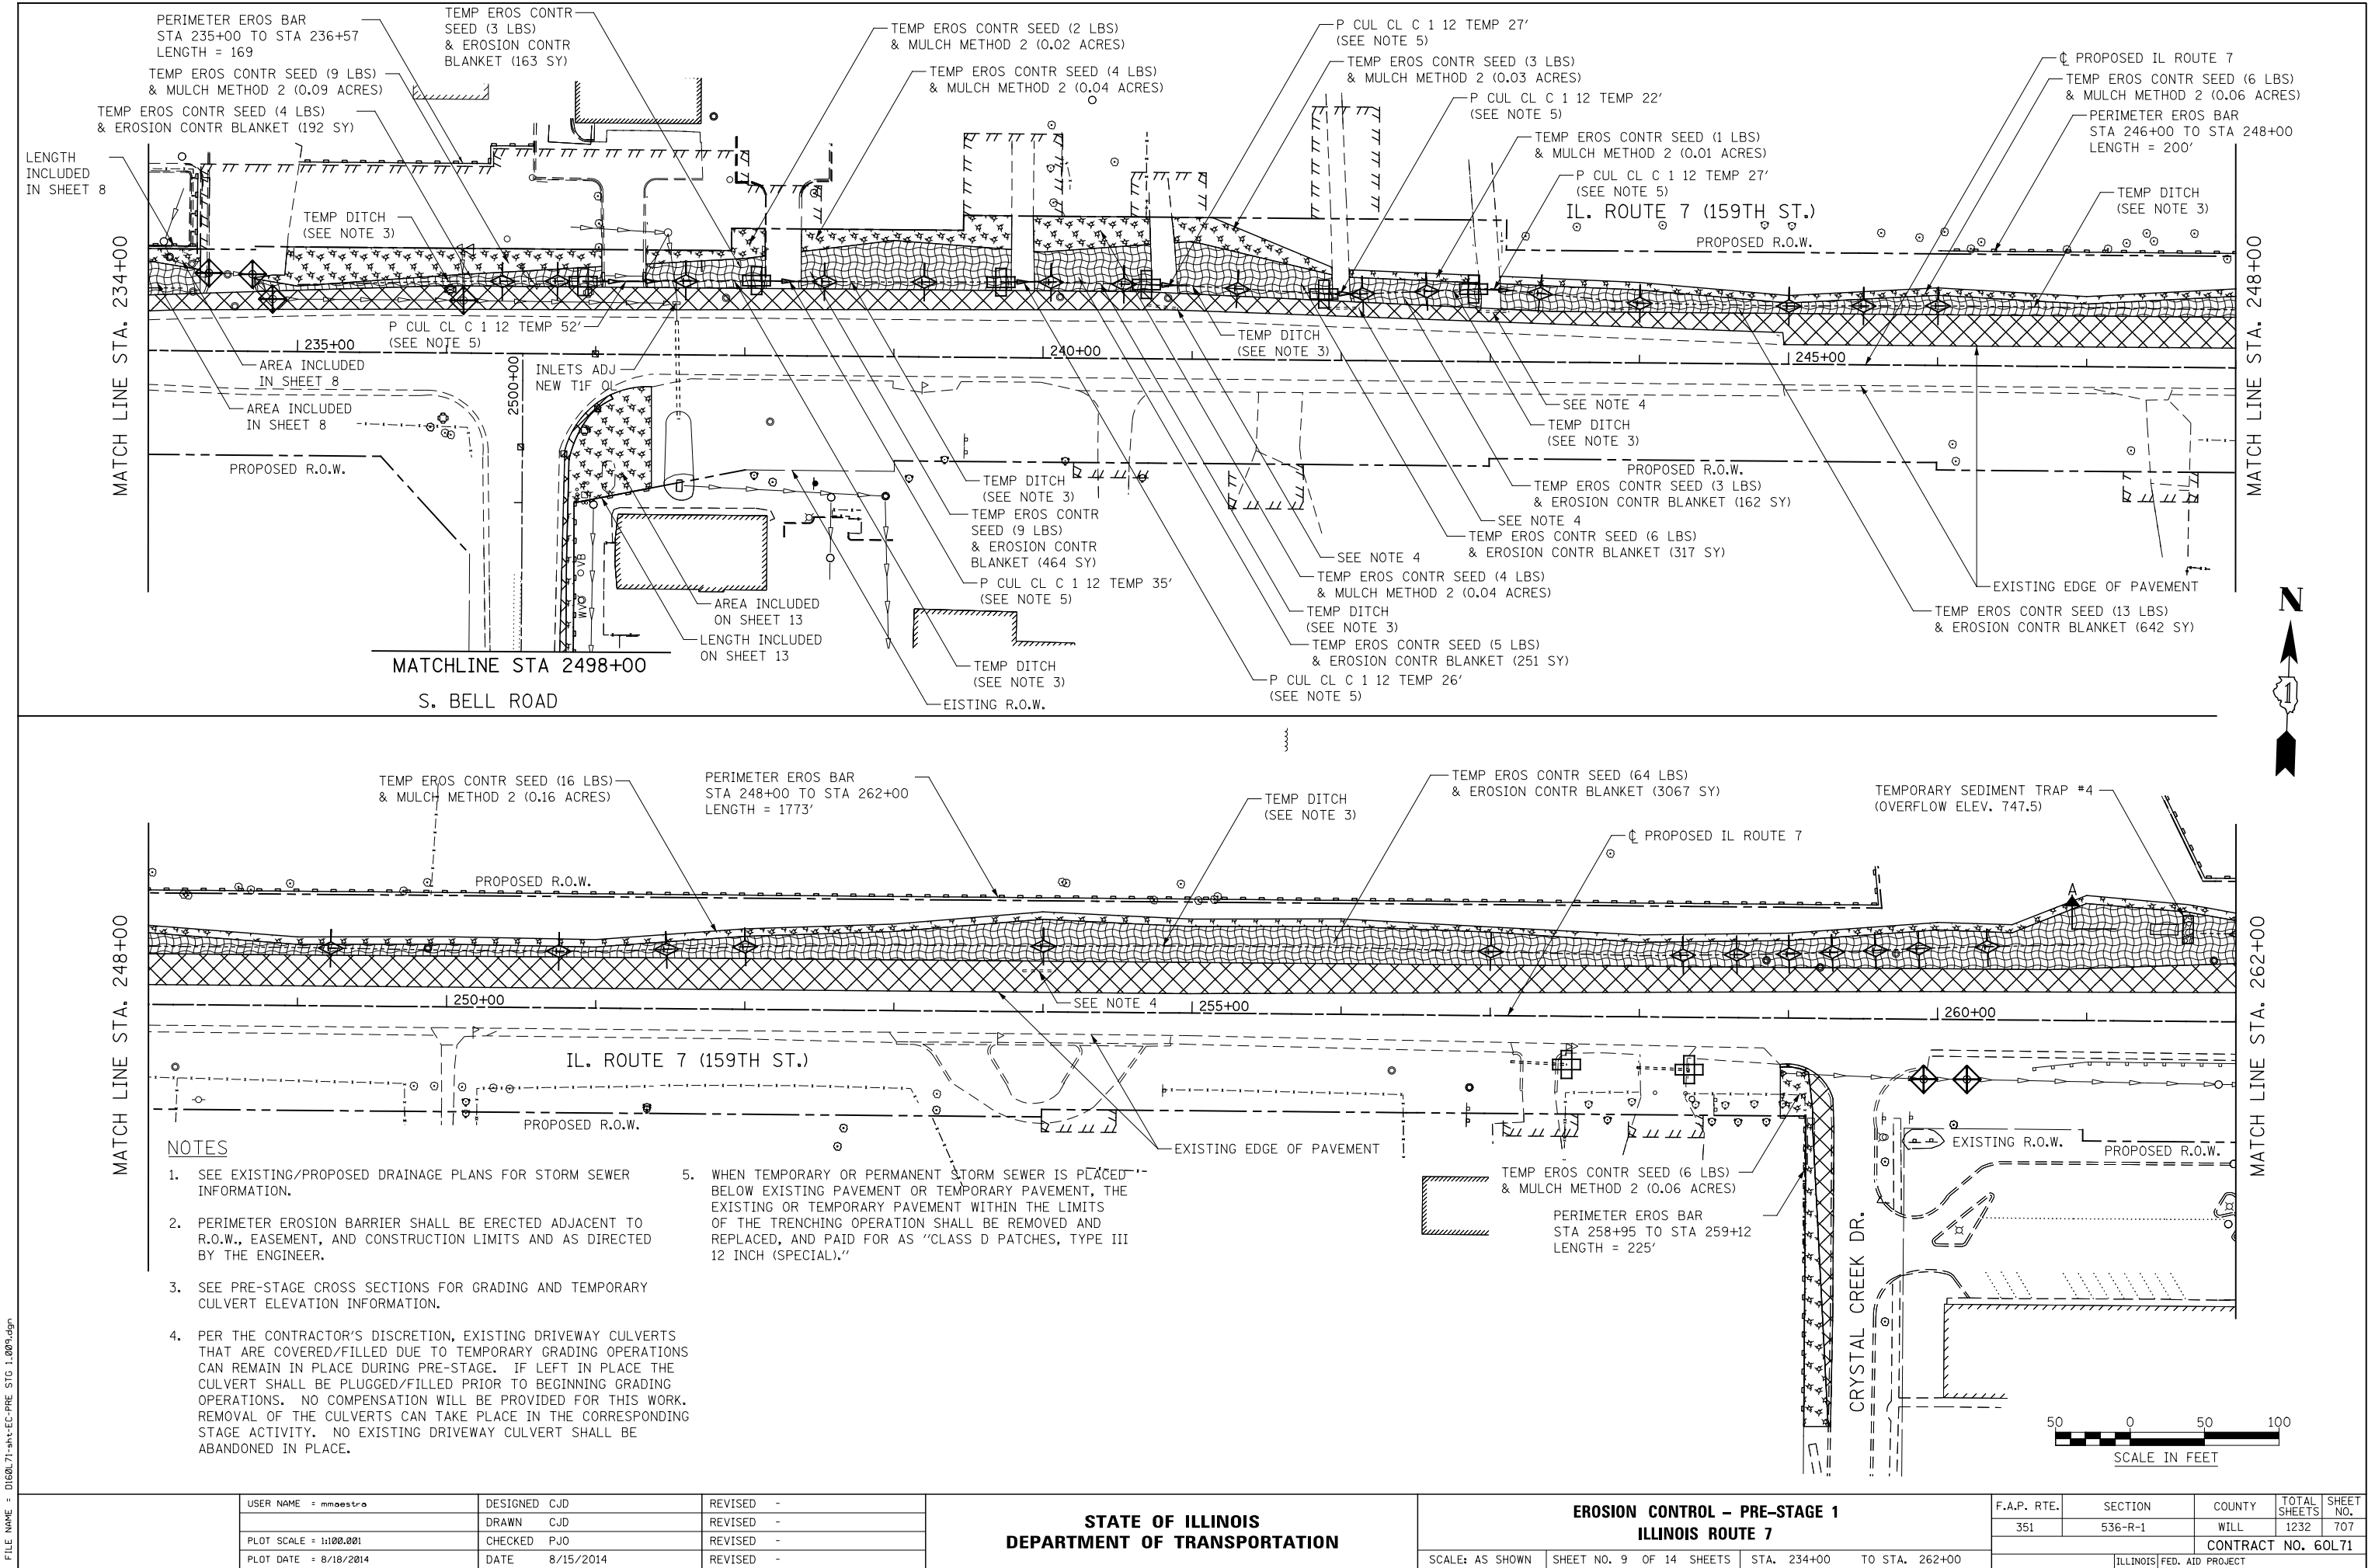 PERIMETER EROS BAR
STA 235+00 TO STA 236+57
LENGTH = 169
TEMP EROS CONTR SEED (9 LBS)
& MULCH METHOD 2 (0.09 ACRES)
TEMP EROS CONTR SEED (4 LBS)
& EROSION CONTR BLANKET (192 SY)
LENGTH
INCLUDED
IN SHEET 8
TEMP EROS CONTR
SEED (3 LBS)
& EROSION CONTR
BLANKET (163 SY)
TEMP EROS CONTR SEED (2 LBS)
& MULCH METHOD 2 (0.02 ACRES)
TEMP EROS CONTR SEED (4 LBS)
& MULCH METHOD 2 (0.04 ACRES)
P CUL CL C 1 12 TEMP 27'
(SEE NOTE 5)
TEMP EROS CONTR SEED (3 LBS)
& MULCH METHOD 2 (0.03 ACRES)
P CUL CL C 1 12 TEMP 22'
(SEE NOTE 5)
TEMP EROS CONTR SEED (1 LBS)
& MULCH METHOD 2 (0.01 ACRES)
P CUL CL C 1 12 TEMP 27'
(SEE NOTE 5)
IL. ROUTE 7 (159TH ST.)
PROPOSED R.O.W.
℄ PROPOSED IL ROUTE 7
TEMP EROS CONTR SEED (6 LBS)
& MULCH METHOD 2 (0.06 ACRES)
PERIMETER EROS BAR
STA 246+00 TO STA 248+00
LENGTH = 200'
TEMP DITCH
(SEE NOTE 3)
TEMP DITCH
(SEE NOTE 3)
MATCH LINE STA. 234+00
MATCH LINE STA. 248+00
P CUL CL C 1 12 TEMP 52'
(SEE NOTE 5)
235+00
240+00
245+00
TEMP DITCH
(SEE NOTE 3)
AREA INCLUDED
IN SHEET 8
AREA INCLUDED
IN SHEET 8
INLETS ADJ
NEW T1F OL
2500+00
PROPOSED R.O.W.
SEE NOTE 4
TEMP DITCH
(SEE NOTE 3)
PROPOSED R.O.W.
TEMP EROS CONTR SEED (3 LBS)
& EROSION CONTR BLANKET (162 SY)
SEE NOTE 4
TEMP EROS CONTR SEED (6 LBS)
& EROSION CONTR BLANKET (317 SY)
TEMP DITCH
(SEE NOTE 3)
TEMP EROS CONTR
SEED (9 LBS)
& EROSION CONTR
BLANKET (464 SY)
P CUL CL C 1 12 TEMP 35'
(SEE NOTE 5)
SEE NOTE 4
TEMP EROS CONTR SEED (4 LBS)
& MULCH METHOD 2 (0.04 ACRES)
TEMP DITCH
(SEE NOTE 3)
TEMP EROS CONTR SEED (5 LBS)
& EROSION CONTR BLANKET (251 SY)
P CUL CL C 1 12 TEMP 26'
(SEE NOTE 5)
EXISTING EDGE OF PAVEMENT
TEMP EROS CONTR SEED (13 LBS)
& EROSION CONTR BLANKET (642 SY)
AREA INCLUDED
ON SHEET 13
LENGTH INCLUDED
ON SHEET 13
TEMP DITCH
(SEE NOTE 3)
EISTING R.O.W.
VB
WV
MATCHLINE STA 2498+00
S. BELL ROAD
N
1
TEMP EROS CONTR SEED (16 LBS)
& MULCH METHOD 2 (0.16 ACRES)
PERIMETER EROS BAR
STA 248+00 TO STA 262+00
LENGTH = 1773'
TEMP DITCH
(SEE NOTE 3)
TEMP EROS CONTR SEED (64 LBS)
& EROSION CONTR BLANKET (3067 SY)
℄ PROPOSED IL ROUTE 7
TEMPORARY SEDIMENT TRAP #4
(OVERFLOW ELEV. 747.5)
PROPOSED R.O.W.
A
MATCH LINE STA. 248+00
MATCH LINE STA. 262+00
250+00
SEE NOTE 4
255+00
260+00
IL. ROUTE 7 (159TH ST.)
PROPOSED R.O.W.
EXISTING EDGE OF PAVEMENT
EXISTING R.O.W.
PROPOSED R.O.W.
TEMP EROS CONTR SEED (6 LBS)
& MULCH METHOD 2 (0.06 ACRES)
PERIMETER EROS BAR
STA 258+95 TO STA 259+12
LENGTH = 225'
CRYSTAL CREEK DR.
NOTES
1. SEE EXISTING/PROPOSED DRAINAGE PLANS FOR STORM SEWER
INFORMATION.
2. PERIMETER EROSION BARRIER SHALL BE ERECTED ADJACENT TO
R.O.W., EASEMENT, AND CONSTRUCTION LIMITS AND AS DIRECTED
BY THE ENGINEER.
3. SEE PRE-STAGE CROSS SECTIONS FOR GRADING AND TEMPORARY
CULVERT ELEVATION INFORMATION.
4. PER THE CONTRACTOR'S DISCRETION, EXISTING DRIVEWAY CULVERTS
THAT ARE COVERED/FILLED DUE TO TEMPORARY GRADING OPERATIONS
CAN REMAIN IN PLACE DURING PRE-STAGE. IF LEFT IN PLACE THE
CULVERT SHALL BE PLUGGED/FILLED PRIOR TO BEGINNING GRADING
OPERATIONS. NO COMPENSATION WILL BE PROVIDED FOR THIS WORK.
REMOVAL OF THE CULVERTS CAN TAKE PLACE IN THE CORRESPONDING
STAGE ACTIVITY. NO EXISTING DRIVEWAY CULVERT SHALL BE
ABANDONED IN PLACE.
5. WHEN TEMPORARY OR PERMANENT STORM SEWER IS PLACED
BELOW EXISTING PAVEMENT OR TEMPORARY PAVEMENT, THE
EXISTING OR TEMPORARY PAVEMENT WITHIN THE LIMITS
OF THE TRENCHING OPERATION SHALL BE REMOVED AND
REPLACED, AND PAID FOR AS "CLASS D PATCHES, TYPE III
12 INCH (SPECIAL)."
50 0 50 100
SCALE IN FEET
FILE NAME = D160L71-sht-EC-PRE STG 1.009.dgn
USER NAME = mmaestra
PLOT SCALE = 1:100.001
PLOT DATE = 8/18/2014
DESIGNED CJD
DRAWN CJD
CHECKED PJO
DATE 8/15/2014
REVISED -
REVISED -
REVISED -
REVISED -
STATE OF ILLINOIS
DEPARTMENT OF TRANSPORTATION
EROSION CONTROL – PRE–STAGE 1
ILLINOIS ROUTE 7
SCALE: AS SHOWN SHEET NO. 9 OF 14 SHEETS STA. 234+00 TO STA. 262+00
F.A.P. RTE. SECTION COUNTY TOTAL SHEETS SHEET NO.
351 536-R-1 WILL 1232 707
CONTRACT NO. 60L71
ILLINOIS FED. AID PROJECT